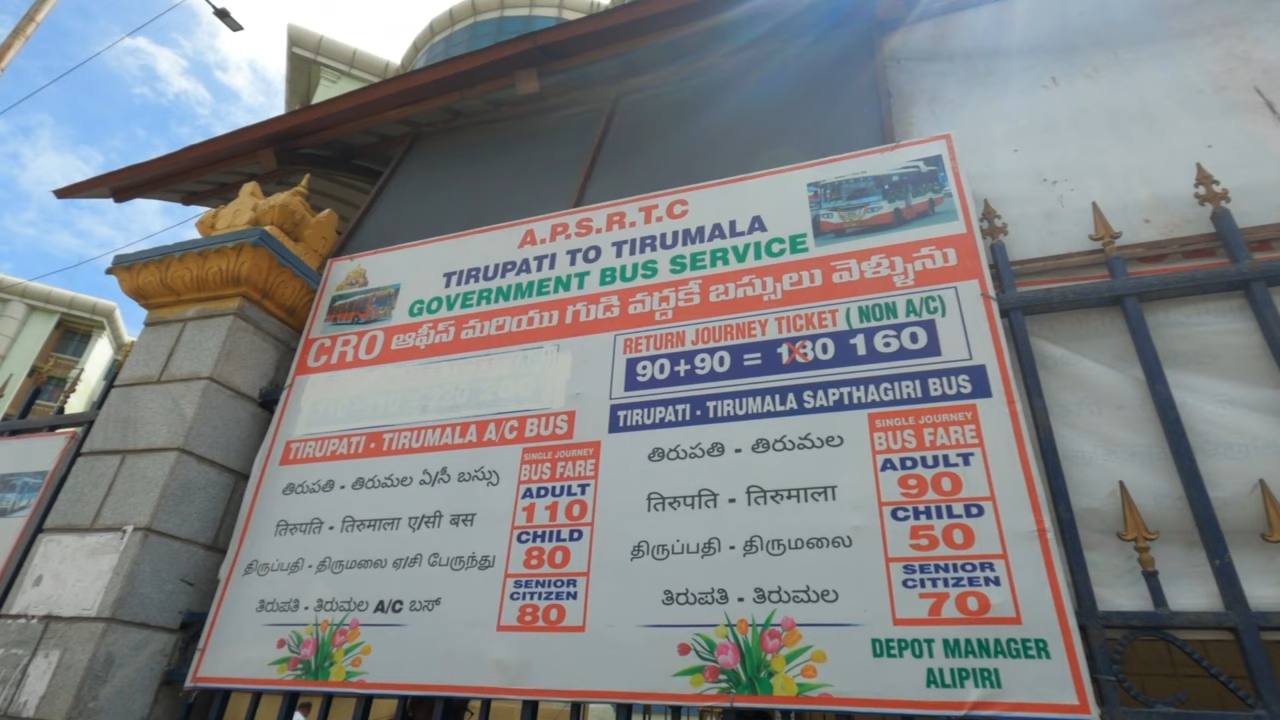 A.P.S.R.T.C
TIRUPATI TO TIRUMALA
GOVERNMENT BUS SERVICE
CRO ఆఫీస్ మరియు గుడి వద్దకే బస్సులు వెళ్ళును
RETURN JOURNEY TICKET ( NON A/C)
90+90 = 180 160
TIRUPATI - TIRUMALA A/C BUS
తిరుపతి - తిరుమల ఏ/సీ బస్సు
तिरुपति - तिरुमाला ए/सी बस
திருப்பதி - திருமலை ஏ/சி பேருந்து
ತಿರುಪತಿ - ತಿರುಮಲ A/C ಬಸ್
SINGLE JOURNEY
BUS FARE
ADULT
110
CHILD
80
SENIOR
CITIZEN
80
TIRUPATI - TIRUMALA SAPTHAGIRI BUS
తిరుపతి - తిరుమల
तिरुपति - तिरुमाला
திருப்பதி - திருமலை
ತಿರುಪತಿ - ತಿರುಮಲ
SINGLE JOURNEY
BUS FARE
ADULT
90
CHILD
50
SENIOR
CITIZEN
70
DEPOT MANAGER
ALIPIRI